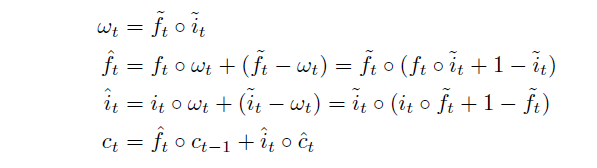 ω_t = f̃_t ∘ ĩ_t
f̂_t = f_t ∘ ω_t + (f̃_t − ω_t) = f̃_t ∘ (f_t ∘ ĩ_t + 1 − ĩ_t)
î_t = i_t ∘ ω_t + (ĩ_t − ω_t) = ĩ_t ∘ (i_t ∘ f̃_t + 1 − f̃_t)
c_t = f̂_t ∘ c_{t−1} + î_t ∘ ĉ_t